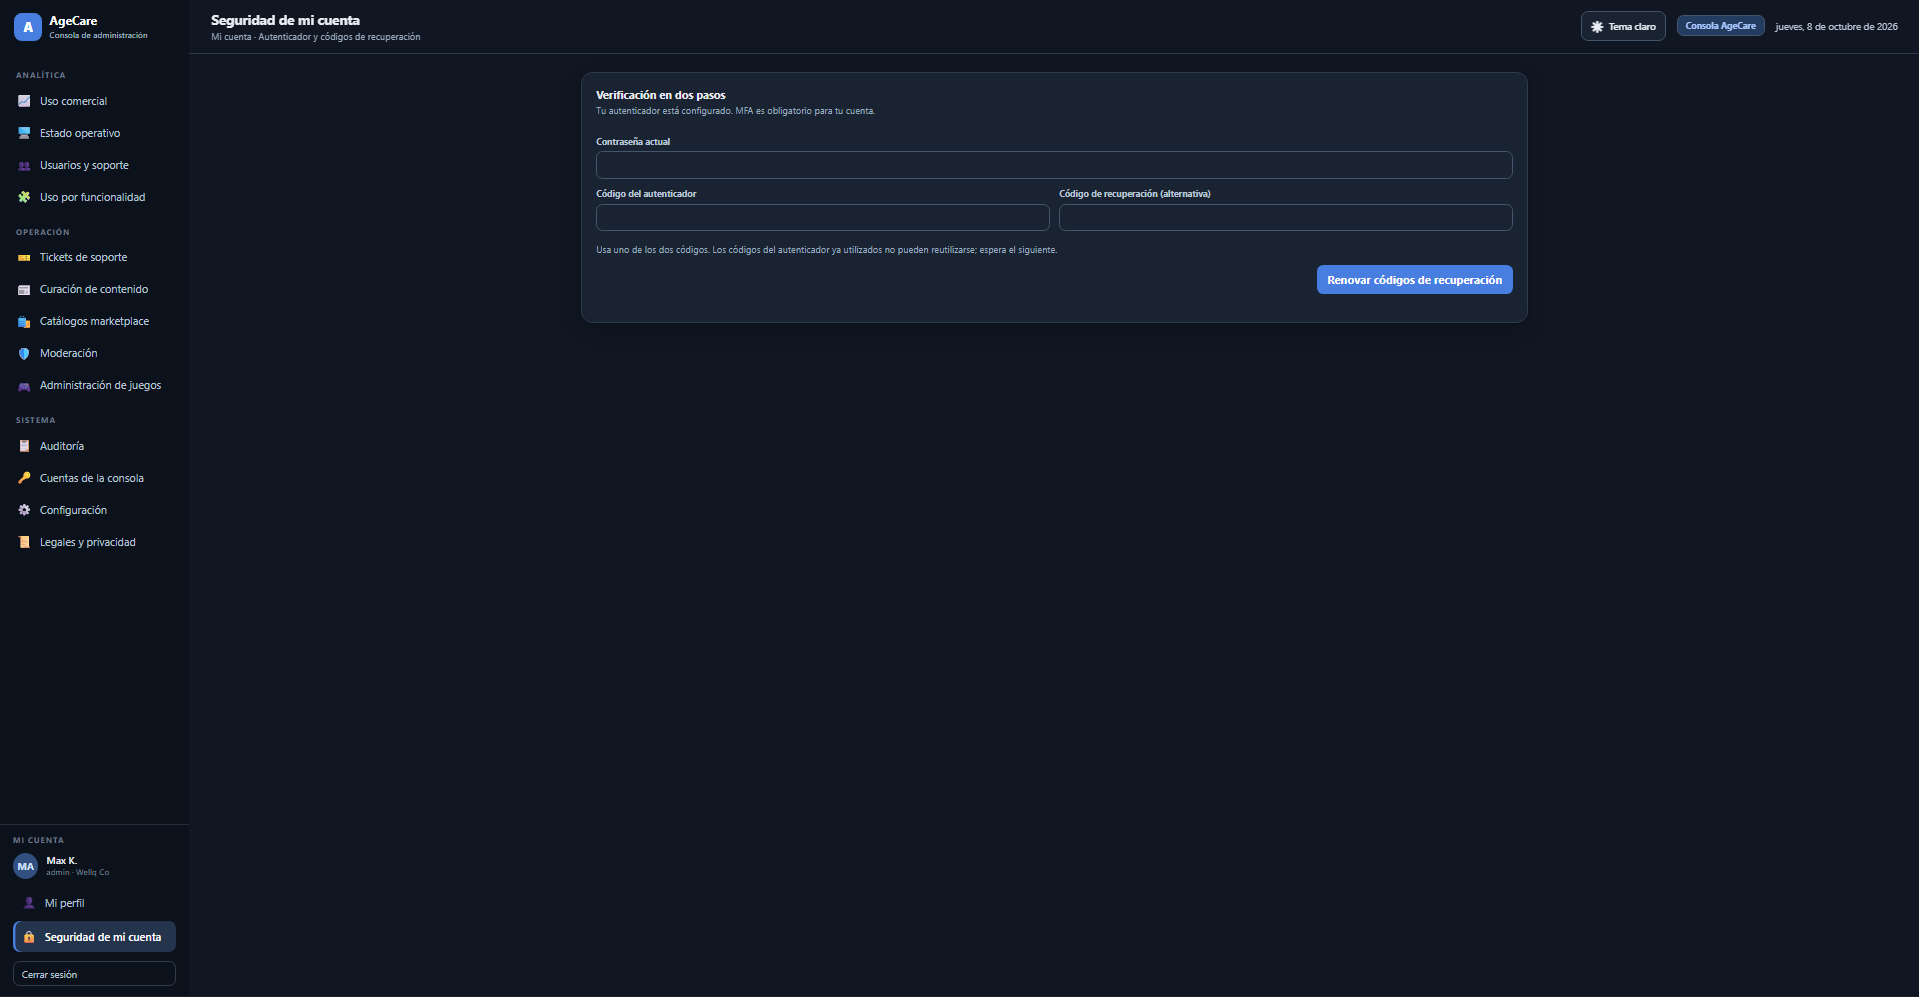 A
AgeCare
Consola de administración
ANALÍTICA
Uso comercial
Estado operativo
Usuarios y soporte
Uso por funcionalidad
OPERACIÓN
Tickets de soporte
Curación de contenido
Catálogos marketplace
Moderación
Administración de juegos
SISTEMA
Auditoría
Cuentas de la consola
Configuración
Legales y privacidad
MI CUENTA
MA
Max K.
admin · Wellq Co
Mi perfil
Seguridad de mi cuenta
Cerrar sesión
Seguridad de mi cuenta
Mi cuenta · Autenticador y códigos de recuperación
Tema claro
Consola AgeCare
jueves, 8 de octubre de 2026
Verificación en dos pasos
Tu autenticador está configurado. MFA es obligatorio para tu cuenta.
Contraseña actual
Código del autenticador
Código de recuperación (alternativa)
Usa uno de los dos códigos. Los códigos del autenticador ya utilizados no pueden reutilizarse; espera el siguiente.
Renovar códigos de recuperación